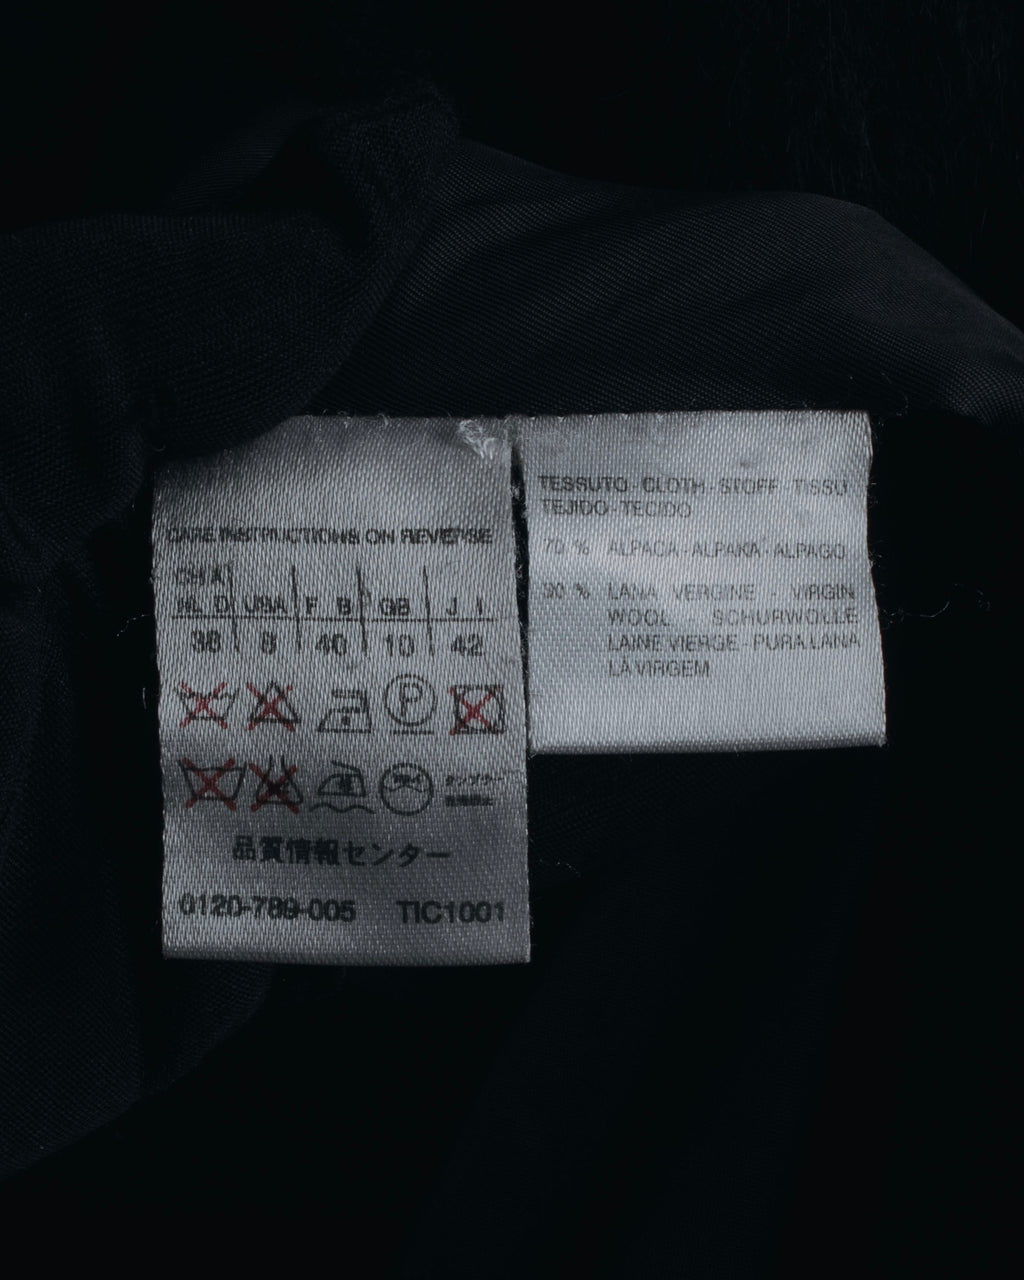 CARE INSTRUCTIONS ON REVERSE
CH A
NL D USA F B GB J I
38 8 40 10 42
P
品質情報センター
0120-789-005 TIC1001
TESSUTO - CLOTH - STOFF - TISSU
TEJIDO - TECIDO
70 % ALPACA - ALPAKA - ALPAGO
30 % LANA VERGINE - VIRGIN
WOOL SCHURWOLLE
LAINE VIERGE - PURA LANA
LA VIRGEM